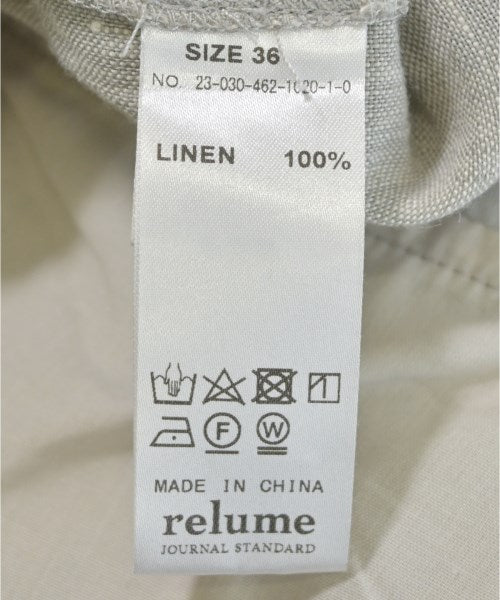 SIZE 36
NO. 23-030-462-1020-1-0
LINEN 100%
F W
MADE IN CHINA
relume
JOURNAL STANDARD